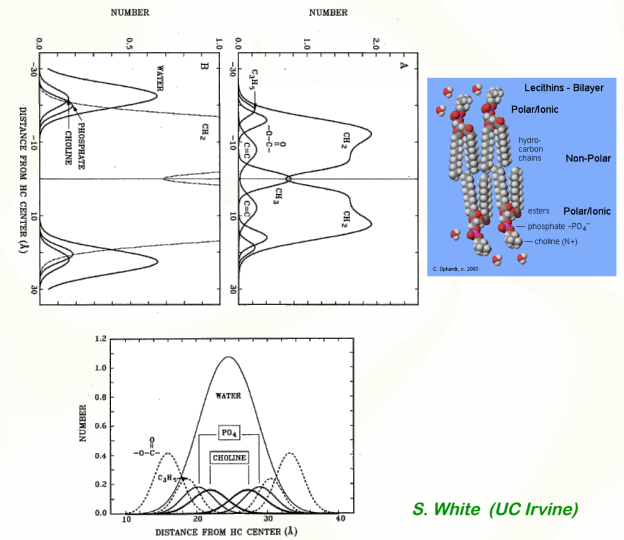 NUMBER
0.0
0.5
1.0
B
WATER
PHOSPHATE
CHOLINE
CH2
-30
-10
10
30
DISTANCE FROM HC CENTER (Å)
NUMBER
0.0
1.0
2.0
A
C3H5
-O-C-
O
C=C
CH2
CH3
C=C
CH2
-30
-10
10
30
Lecithins - Bilayer
Polar/Ionic
hydro-
carbon
chains
Non-Polar
esters
Polar/Ionic
phosphate -PO4-
choline (N+)
C. Ophardt, c. 2003
1.2
1.0
0.8
0.6
0.4
0.2
0.0
NUMBER
WATER
PO4
CHOLINE
O
-O-C-
C3H5
10
20
30
40
DISTANCE FROM HC CENTER (Å)
S. White (UC Irvine)